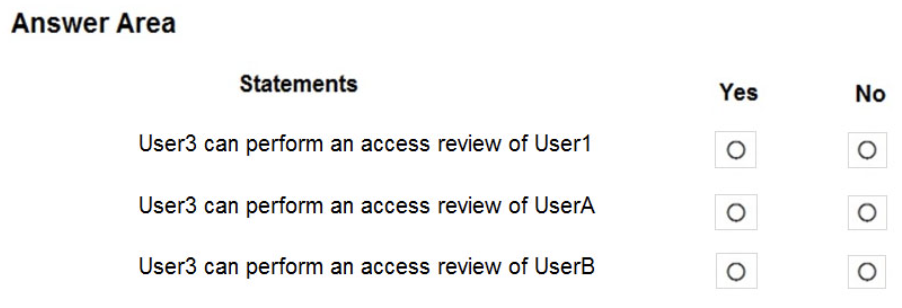 Answer Area
Statements Yes No
User3 can perform an access review of User1
User3 can perform an access review of UserA
User3 can perform an access review of UserB